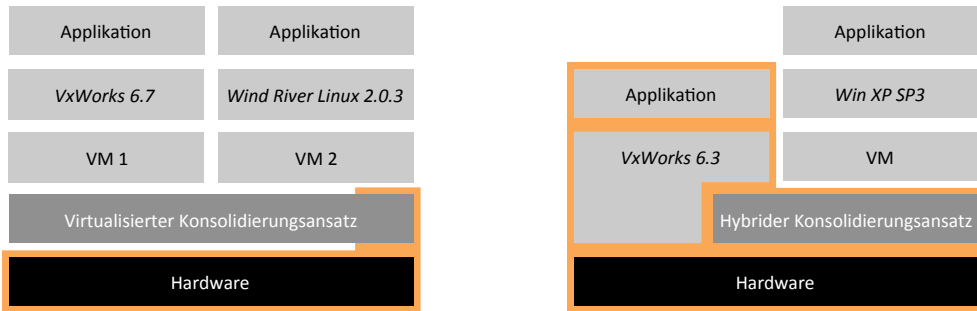 Applikation
Applikation
VxWorks 6.7
Wind River Linux 2.0.3
VM 1
VM 2
Virtualisierter Konsolidierungsansatz
Hardware
Applikation
Applikation
Win XP SP3
VxWorks 6.3
VM
Hybrider Konsolidierungsansatz
Hardware